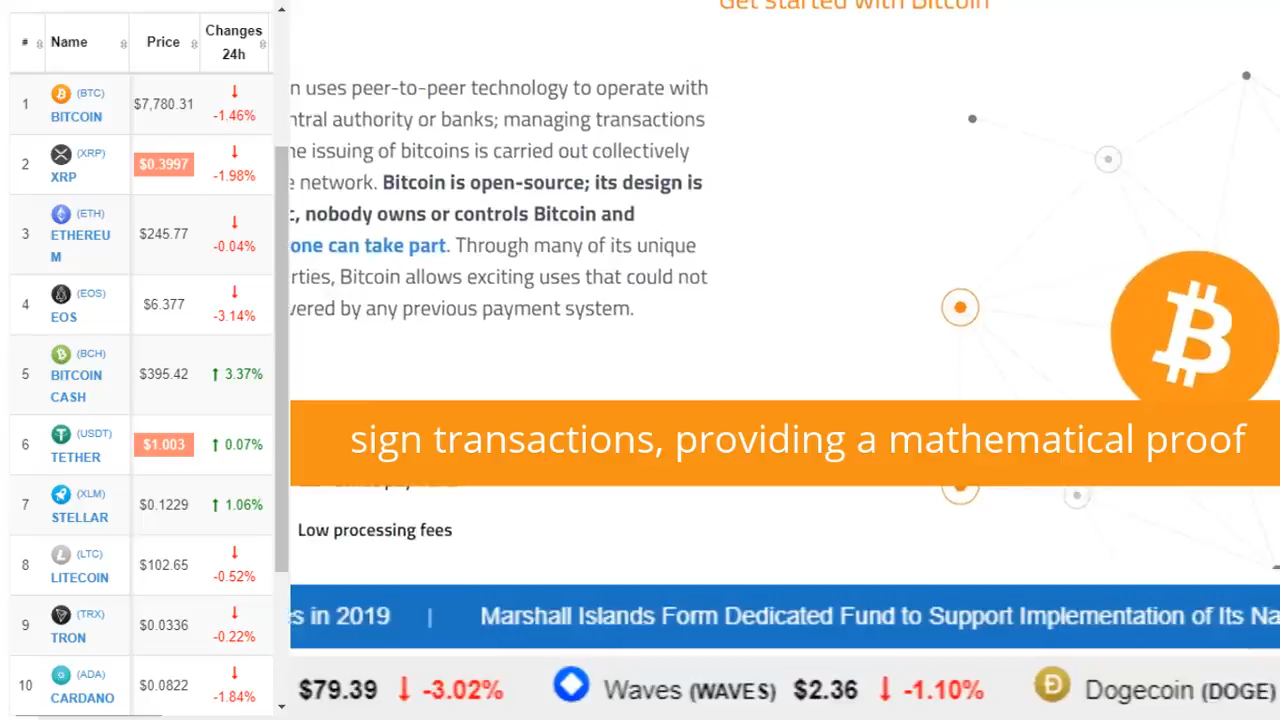 Get started with Bitcoin
# Name Price Changes 24h
1 (BTC) BITCOIN $7,780.31 -1.46%
2 (XRP) XRP $0.3997 -1.98%
3 (ETH) ETHEREUM $245.77 -0.04%
4 (EOS) EOS $6.377 -3.14%
5 (BCH) BITCOIN CASH $395.42 3.37%
6 (USDT) TETHER $1.003 0.07%
7 (XLM) STELLAR $0.1229 1.06%
8 (LTC) LITECOIN $102.65 -0.52%
9 (TRX) TRON $0.0336 -0.22%
10 (ADA) CARDANO $0.0822 -1.84%
n uses peer-to-peer technology to operate with
ntral authority or banks; managing transactions
he issuing of bitcoins is carried out collectively
e network. Bitcoin is open-source; its design is
c, nobody owns or controls Bitcoin and
one can take part. Through many of its unique
rties, Bitcoin allows exciting uses that could not
vered by any previous payment system.
sign transactions, providing a mathematical proof
Low processing fees
s in 2019 | Marshall Islands Form Dedicated Fund to Support Implementation of Its Na
$79.39 -3.02% Waves (WAVES) $2.36 -1.10% Dogecoin (DOGE)